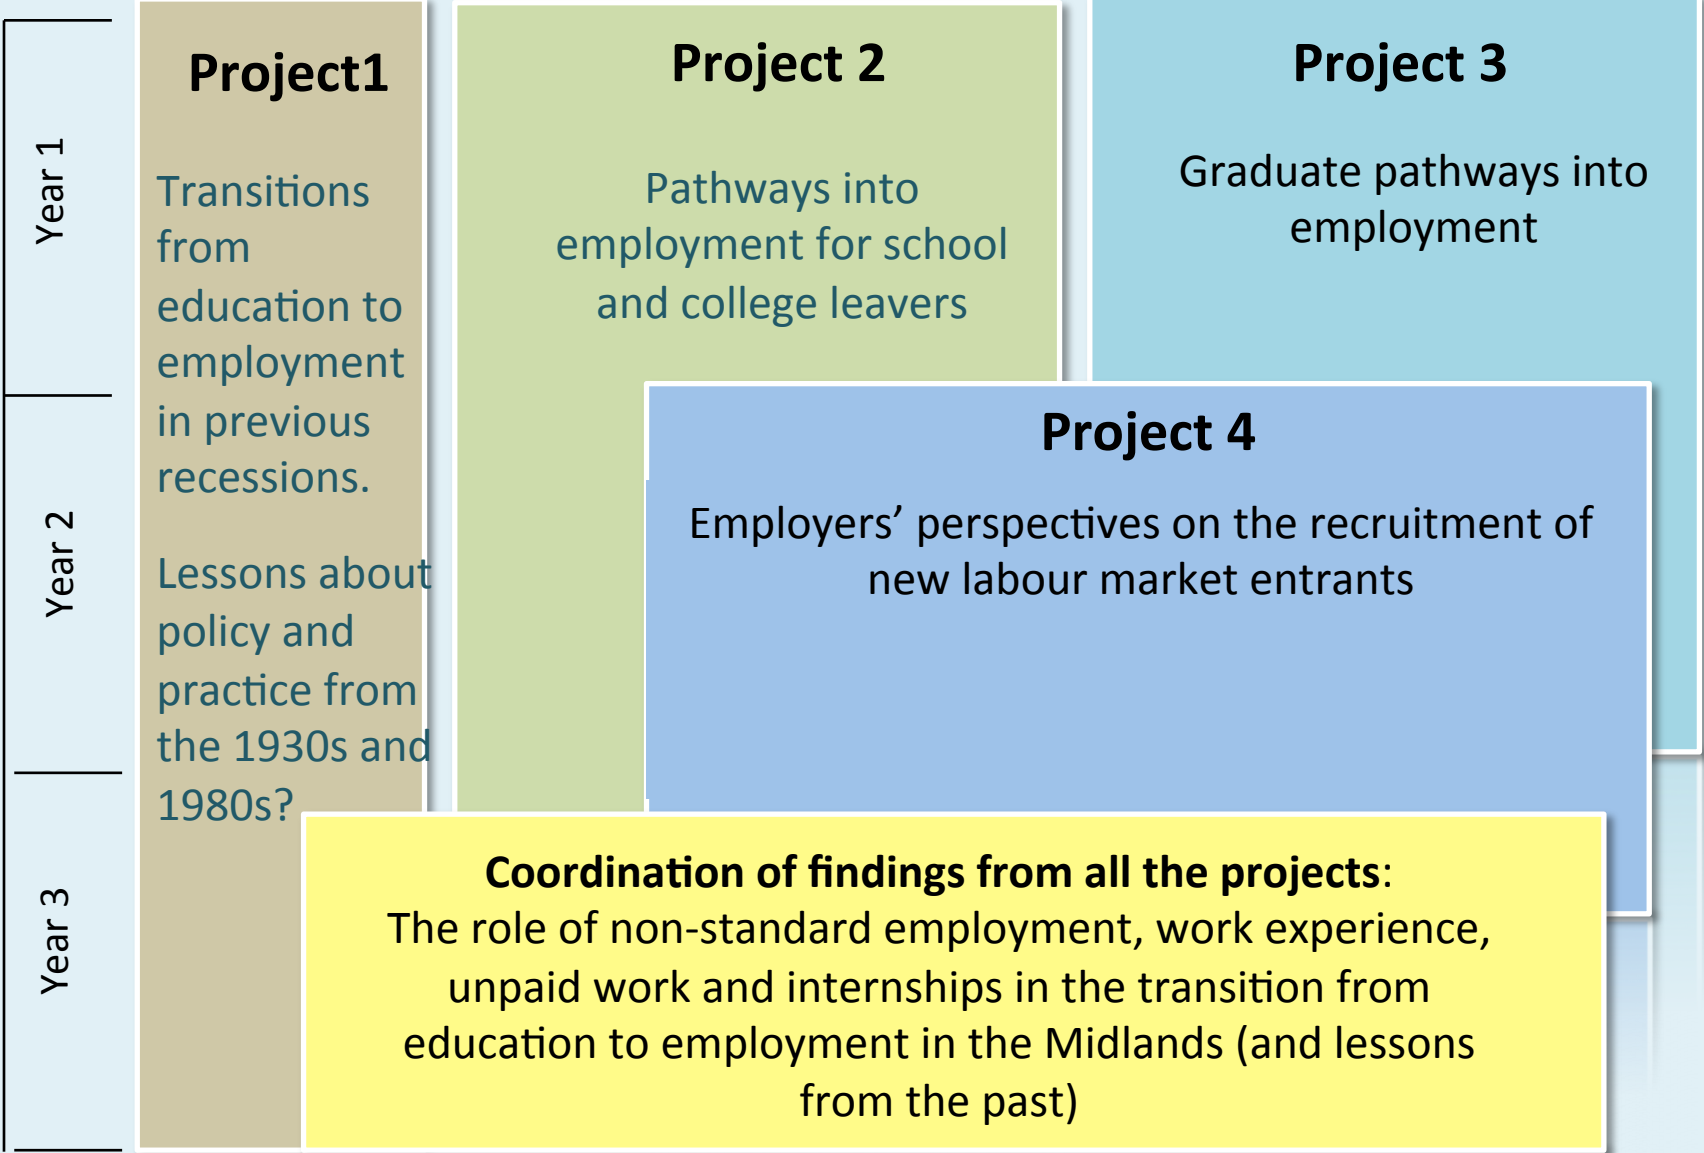 Year 1
Year 2
Year 3
Project1
Transitions
from
education to
employment
in previous
recessions.
Lessons about
policy and
practice from
the 1930s and
1980s?
Project 2
Pathways into
employment for school
and college leavers
Project 3
Graduate pathways into
employment
Project 4
Employers’ perspectives on the recruitment of
new labour market entrants
Coordination of findings from all the projects:
The role of non-standard employment, work experience,
unpaid work and internships in the transition from
education to employment in the Midlands (and lessons
from the past)